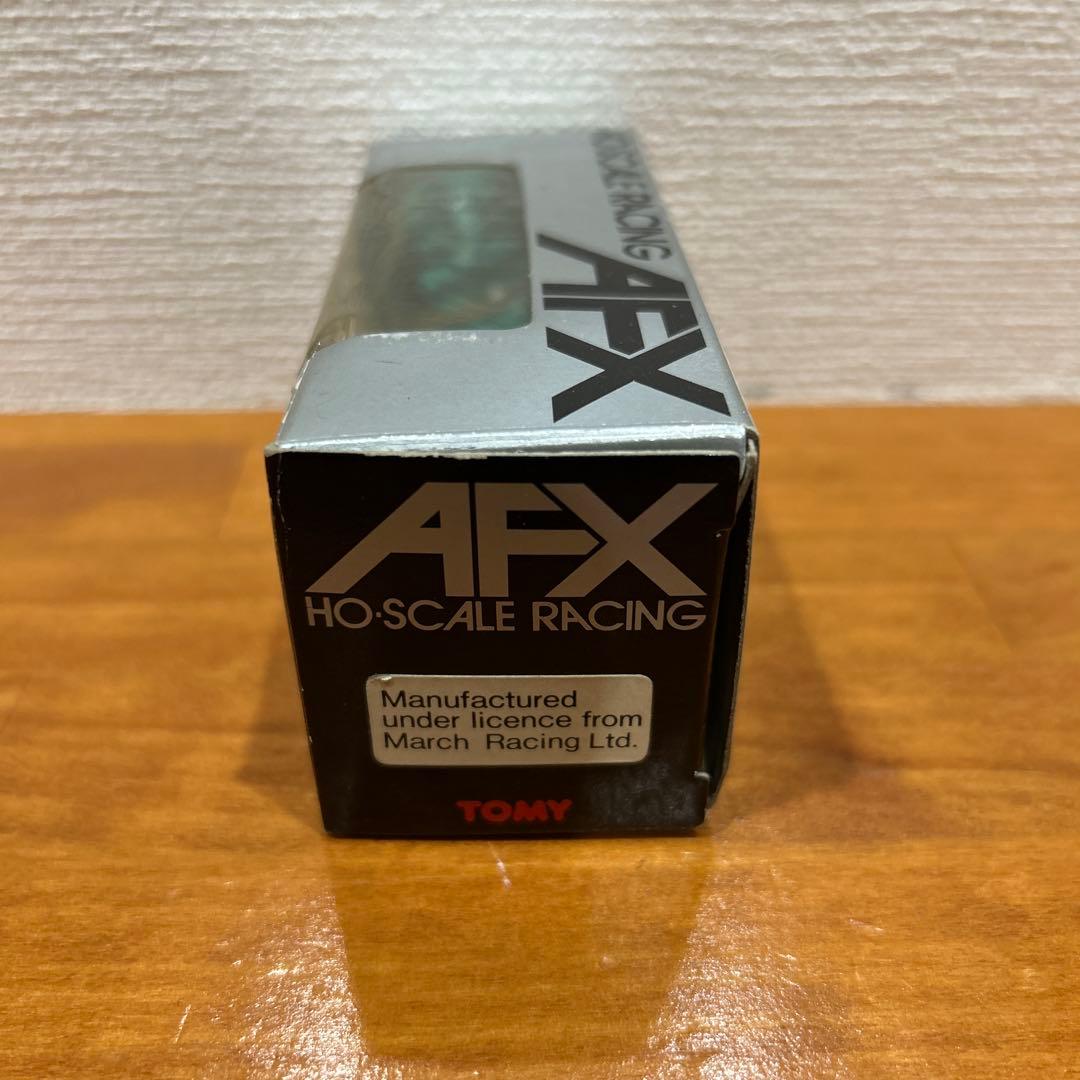 HO·SCALE RACING
AFX
AFX
HO·SCALE RACING
Manufactured
under licence from
March Racing Ltd.
TOMY